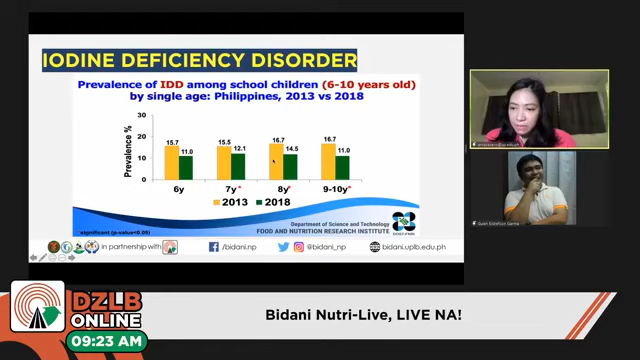 IODINE DEFICIENCY DISORDER
Prevalence of IDD among school children (6-10 years old)
by single age: Philippines, 2013 vs 2018
Prevalence %
30
20
10
0
15.7
11.0
15.5
12.1
16.7
14.5
16.7
11.0
6y
7y*
8y*
9-10y*
2013
2018
*significant (p-value<0.05)
Department of Science and Technology
FOOD AND NUTRITION RESEARCH INSTITUTE
in partnership with
/bidani.np
@bidani_np
bidani.uplb.edu.ph
DZLB
ONLINE
09:23 AM
Bidani Nutri-Live, LIVE NA!